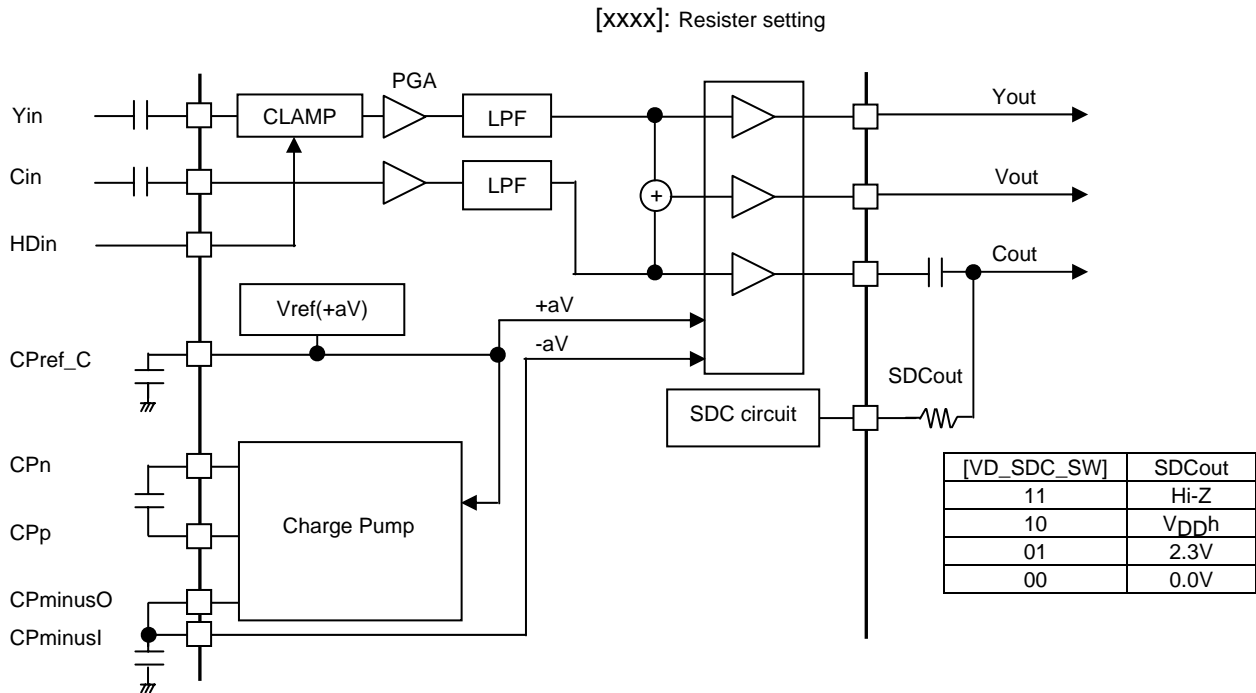 [xxxx]: Resister setting
PGA
Yin
CLAMP
LPF
Yout
Cin
LPF
+
Vout
HDin
Cout
Vref(+aV)
+aV
-aV
CPref_C
SDCout
SDC circuit
CPn
[VD_SDC_SW] SDCout
11 Hi-Z
10 VDDh
01 2.3V
00 0.0V
CPp
Charge Pump
CPminusO
CPminusI